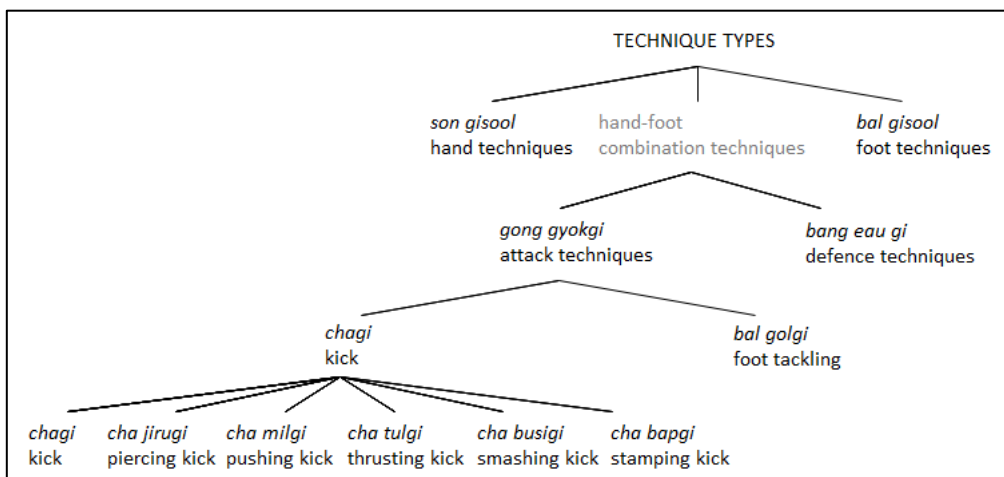 TECHNIQUE TYPES
son gisool
hand techniques
hand-foot
combination techniques
bal gisool
foot techniques
gong gyokgi
attack techniques
bang eau gi
defence techniques
chagi
kick
bal golgi
foot tackling
chagi
kick
cha jirugi
piercing kick
cha milgi
pushing kick
cha tulgi
thrusting kick
cha busigi
smashing kick
cha bapgi
stamping kick